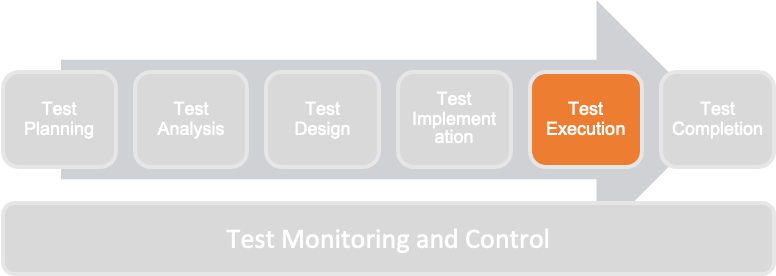 Test
Planning
Test
Analysis
Test
Design
Test
Implement
ation
Test
Execution
Test
Completion
Test Monitoring and Control